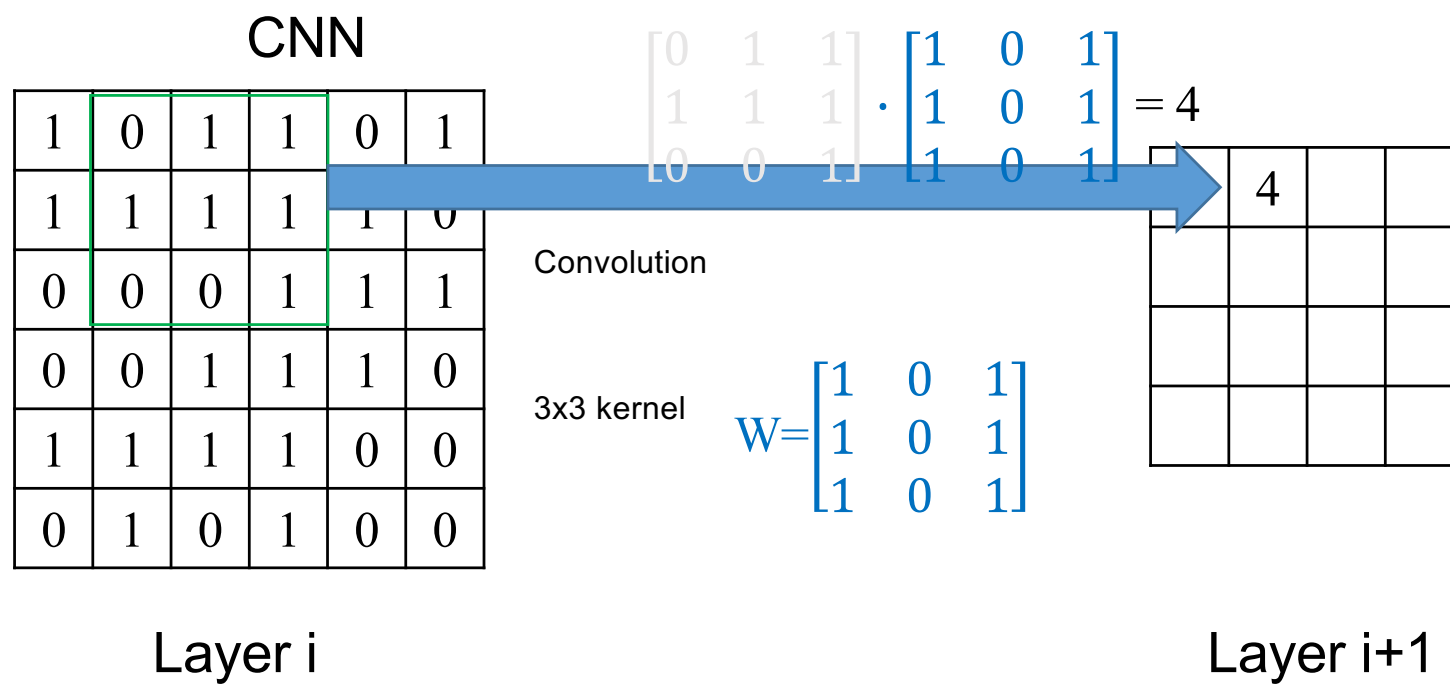 CNN
1 0 1 1 0 1
1 1 1 1 1 0
0 0 0 1 1 1
0 0 1 1 1 0
1 1 1 1 0 0
0 1 0 1 0 0
Layer i
[0 1 1
1 1 1
0 0 1] · [1 0 1
1 0 1
1 0 1] = 4
Convolution
3x3 kernel
W=[1 0 1
1 0 1
1 0 1]
4
Layer i+1